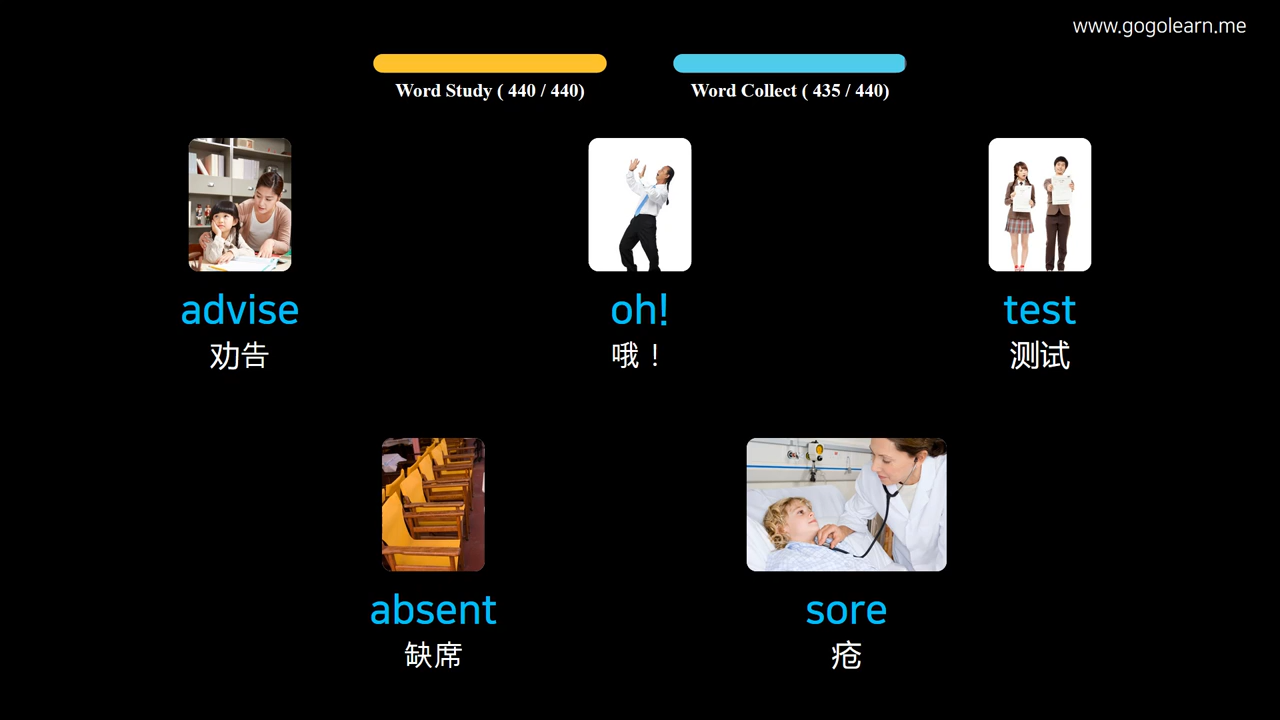 www.gogolearn.me
Word Study ( 440 / 440)
Word Collect ( 435 / 440)
advise
劝告
oh!
哦！
test
测试
absent
缺席
sore
疮